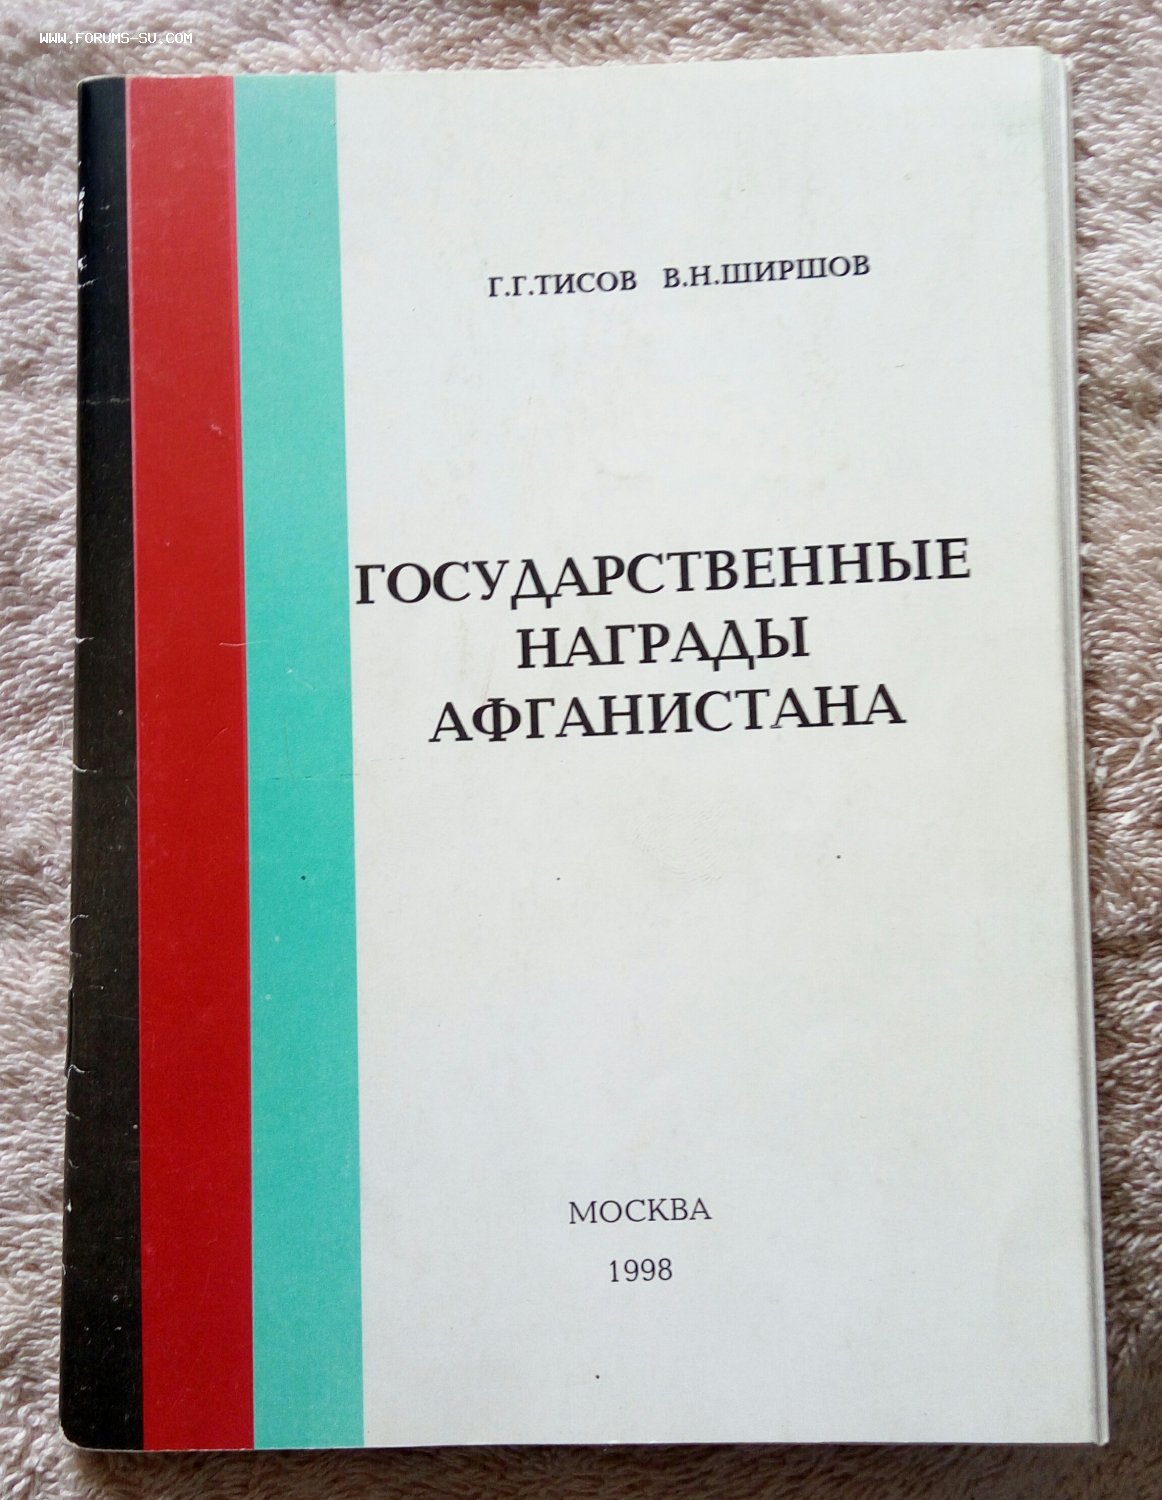 WWW.FORUMS-SU.COM
Г.Г.ТИСОВ В.Н.ШИРШОВ
ГОСУДАРСТВЕННЫЕ
НАГРАДЫ
АФГАНИСТАНА
МОСКВА
1998